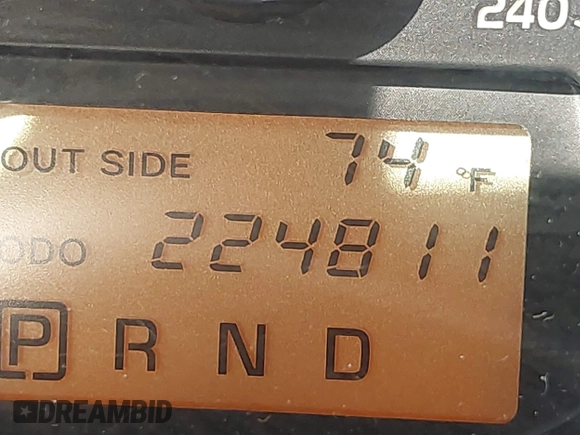 240
OUT SIDE 74 °F
ODO 224811
P R N D
DREAMBID